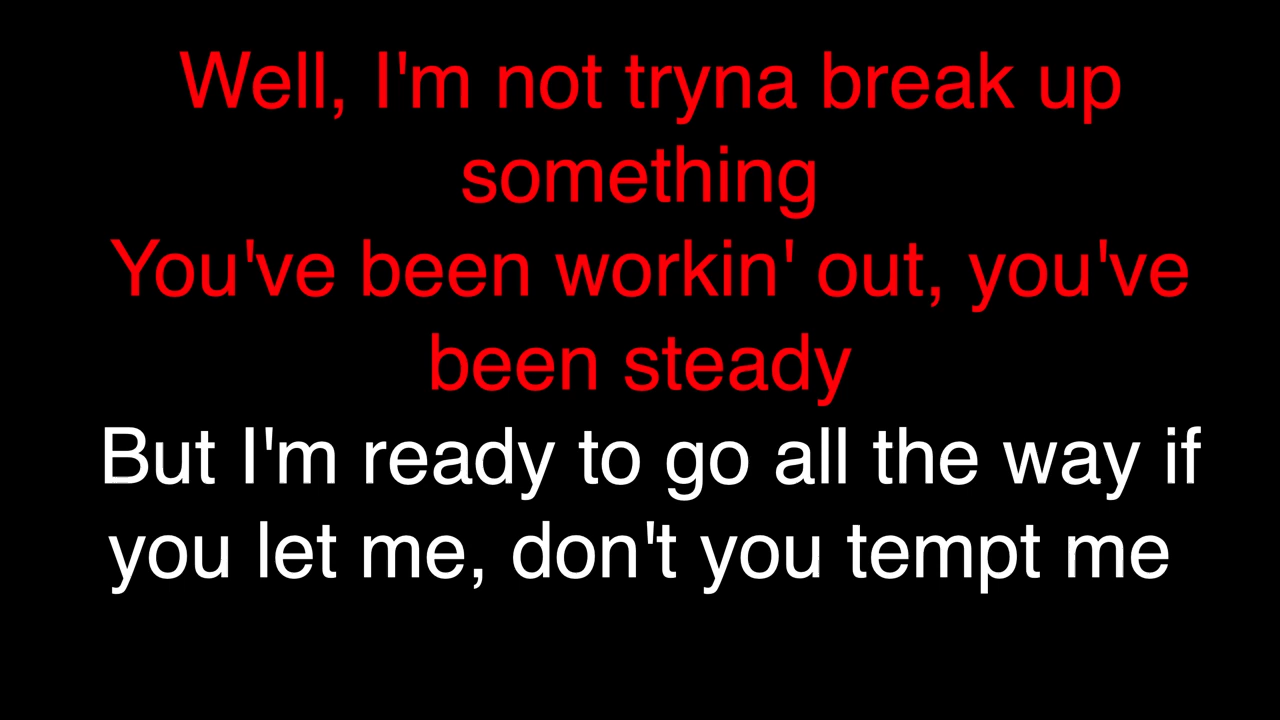 Well, I'm not tryna break up
something
You've been workin' out, you've
been steady
But I'm ready to go all the way if
you let me, don't you tempt me